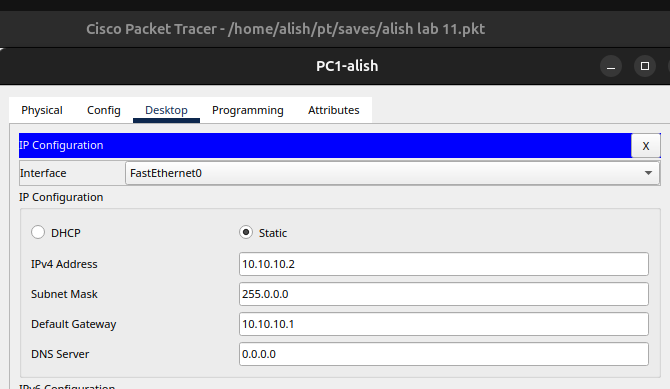 Cisco Packet Tracer - /home/alish/pt/saves/alish lab 11.pkt
PC1-alish
Physical Config Desktop Programming Attributes
IP Configuration X
Interface FastEthernet0
IP Configuration
DHCP Static
IPv4 Address 10.10.10.2
Subnet Mask 255.0.0.0
Default Gateway 10.10.10.1
DNS Server 0.0.0.0
IPv6 Configuration